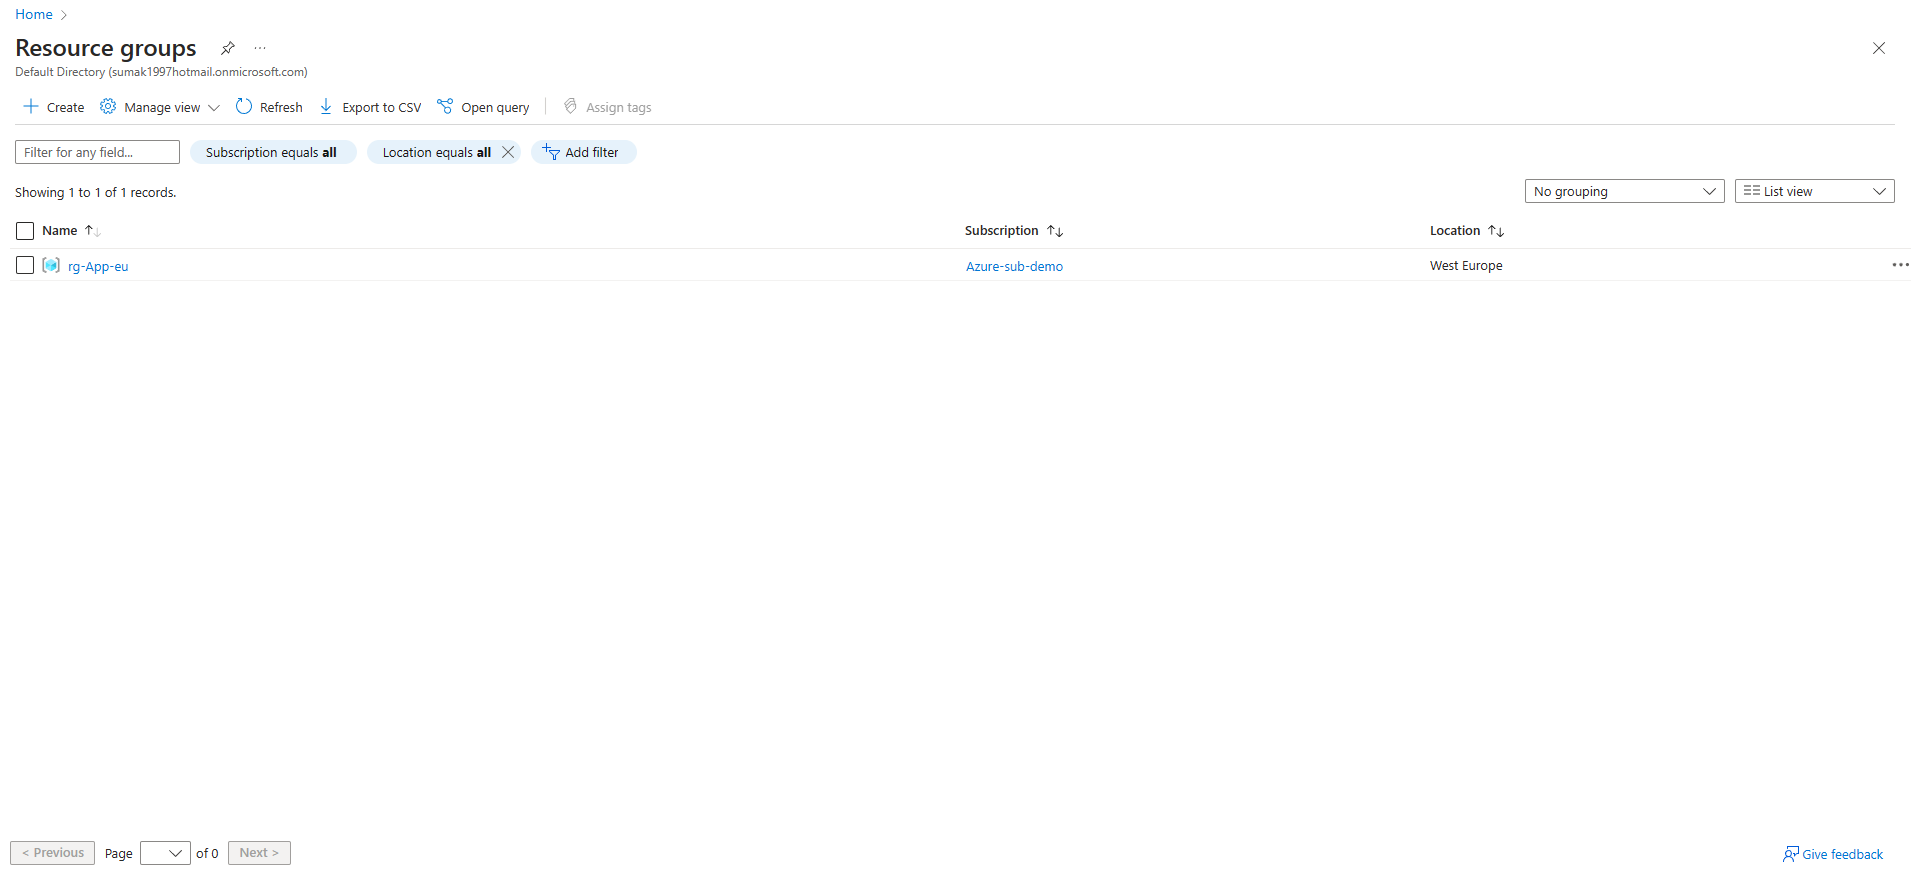 Home
Resource groups
Default Directory (sumak1997hotmail.onmicrosoft.com)
Create Manage view Refresh Export to CSV Open query Assign tags
Filter for any field... Subscription equals all Location equals all Add filter
Showing 1 to 1 of 1 records. No grouping List view
Name Subscription Location
rg-App-eu Azure-sub-demo West Europe
< Previous Page of 0 Next > Give feedback